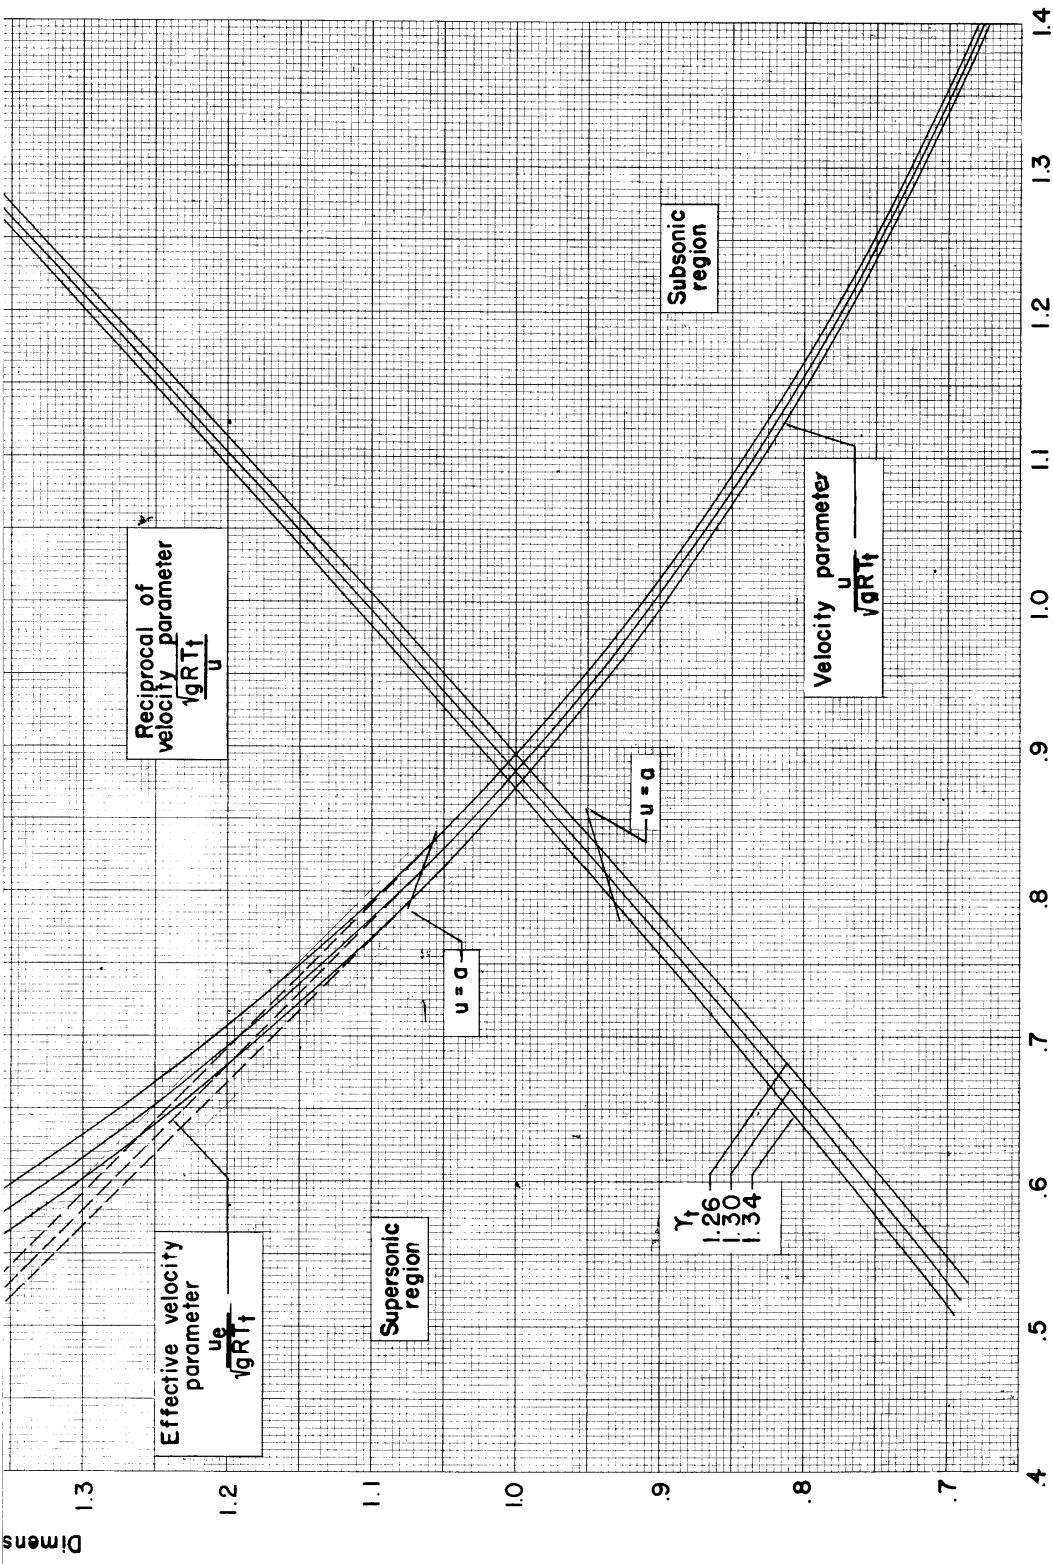 Dimens
1.3
1.2
1.1
1.0
.9
.8
.7
Effective velocity
parameter
uₑ
√gRTₜ
Reciprocal of
velocity parameter
√gRTₜ
u
Supersonic
region
u = a
u = a
Subsonic
region
γₜ
1.26
1.30
1.34
Velocity parameter
u
√gRTₜ
.4
.5
.6
.7
.8
.9
1.0
1.1
1.2
1.3
1.4